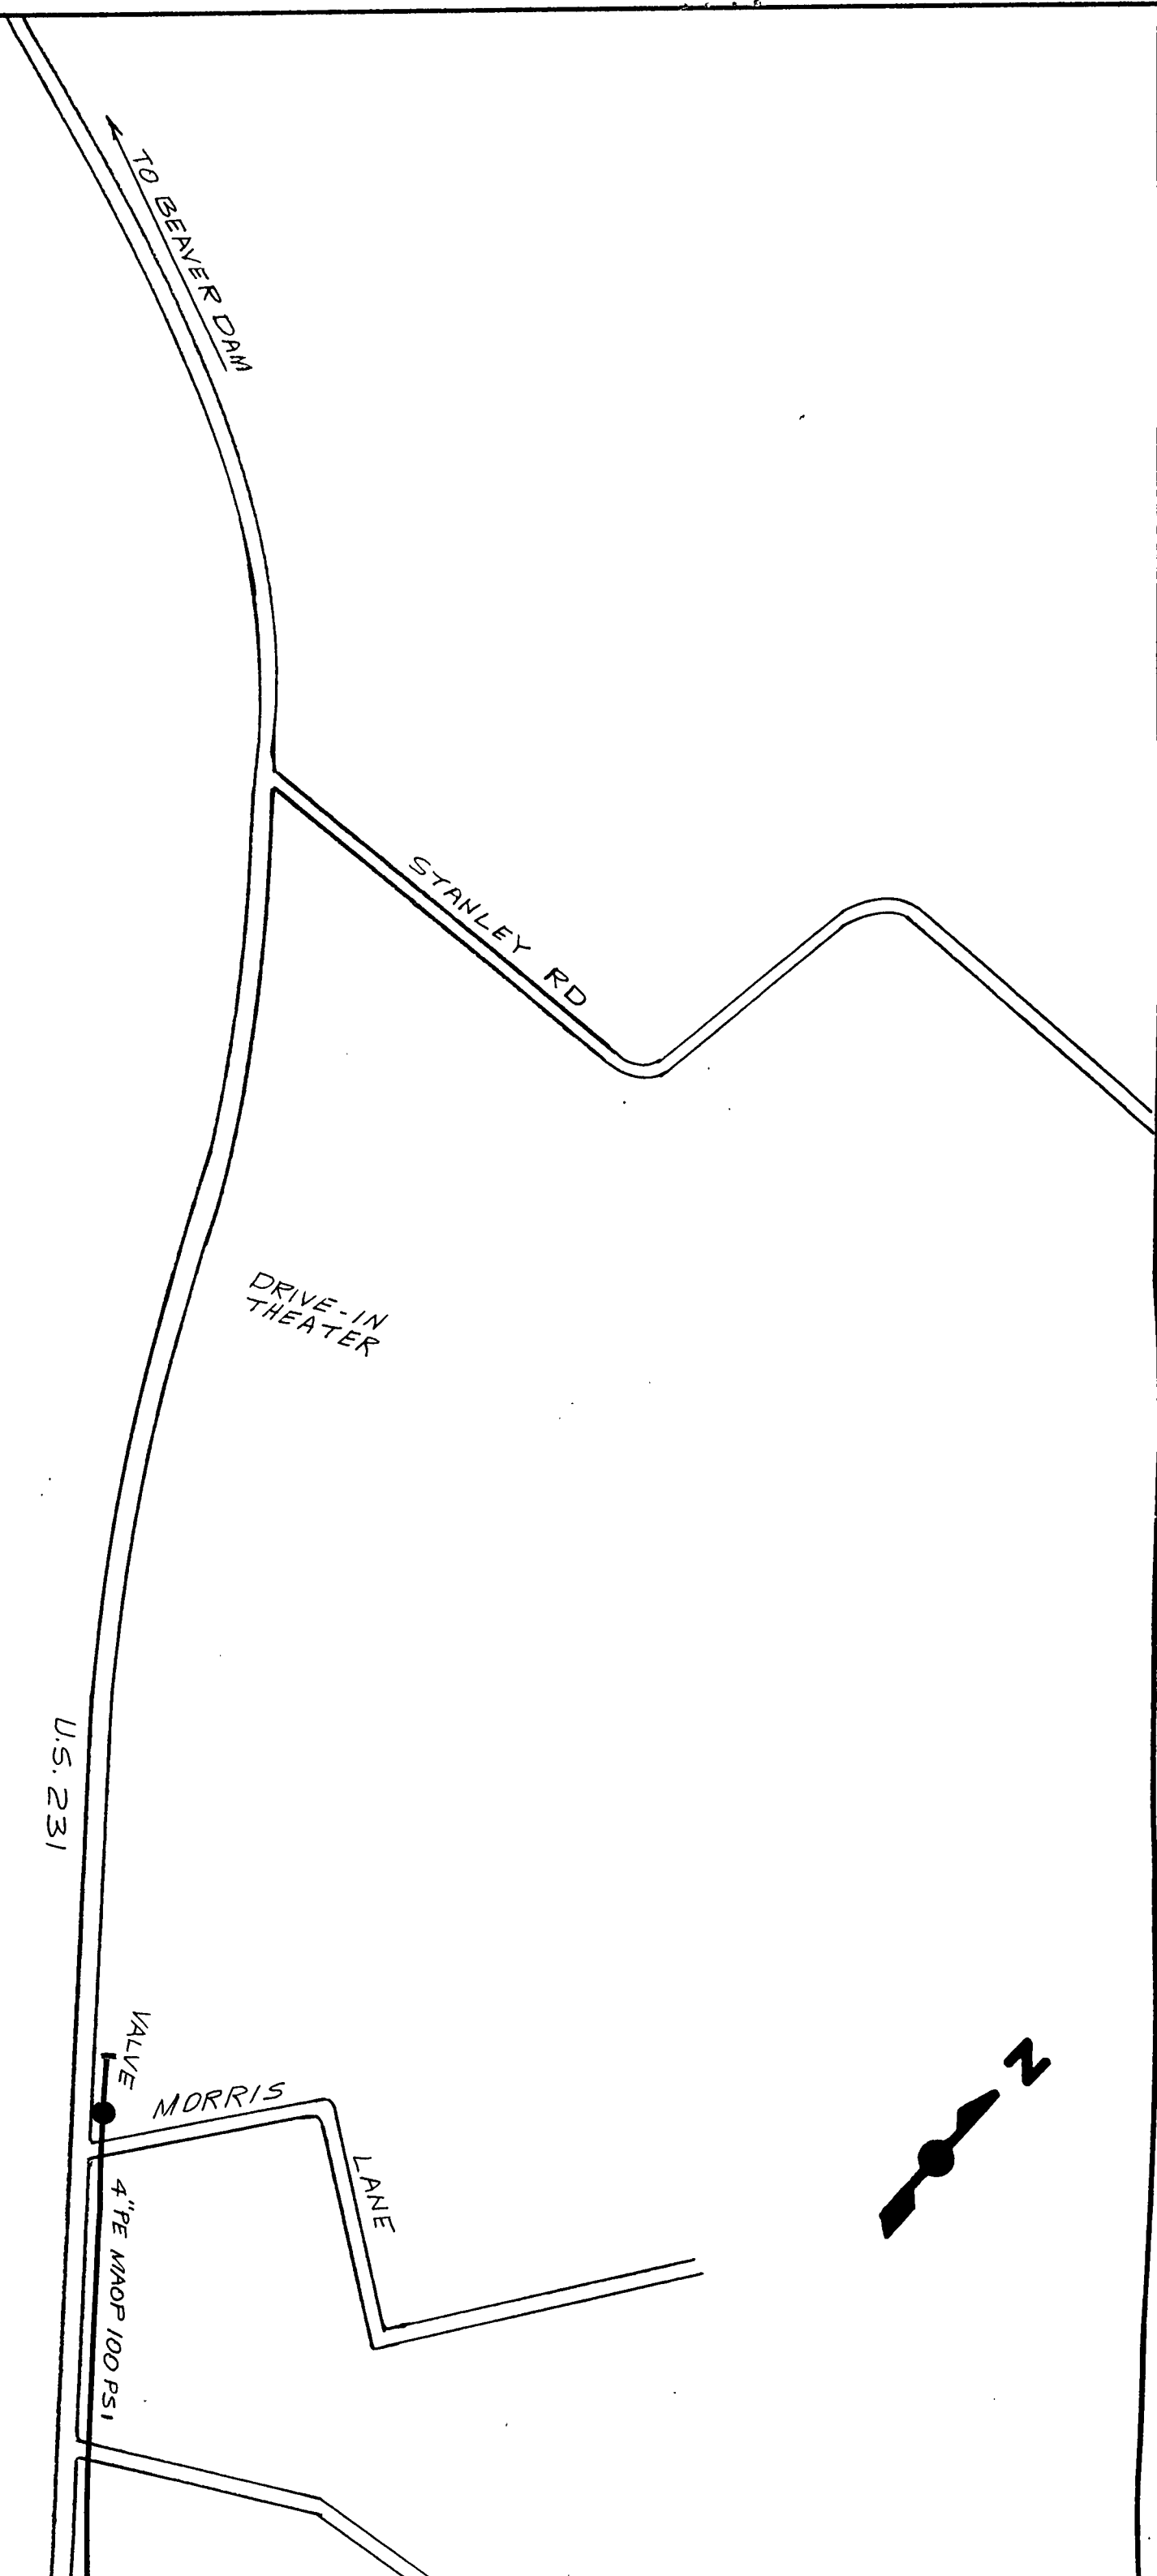 TO BEAVER DAM
STANLEY RD
DRIVE-IN
THEATER
U.S. 231
VALVE
MORRIS
LANE
N
4"PE MAOP 100 PSI